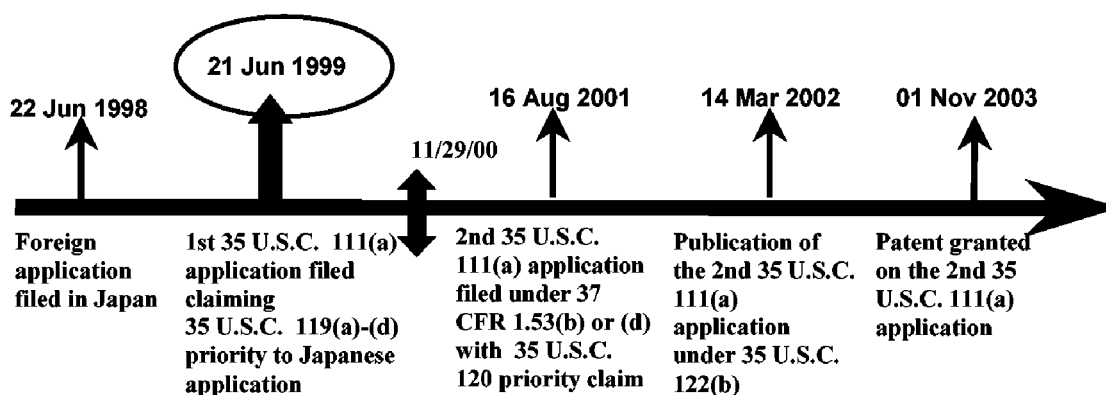 22 Jun 1998
21 Jun 1999
11/29/00
16 Aug 2001
14 Mar 2002
01 Nov 2003
Foreign
application
filed in Japan
1st 35 U.S.C. 111(a)
application filed
claiming
35 U.S.C. 119(a)-(d)
priority to Japanese
application
2nd 35 U.S.C.
111(a) application
filed under 37
CFR 1.53(b) or (d)
with 35 U.S.C.
120 priority claim
Publication of
the 2nd 35 U.S.C.
111(a)
application
under 35 U.S.C.
122(b)
Patent granted
on the 2nd 35
U.S.C. 111(a)
application